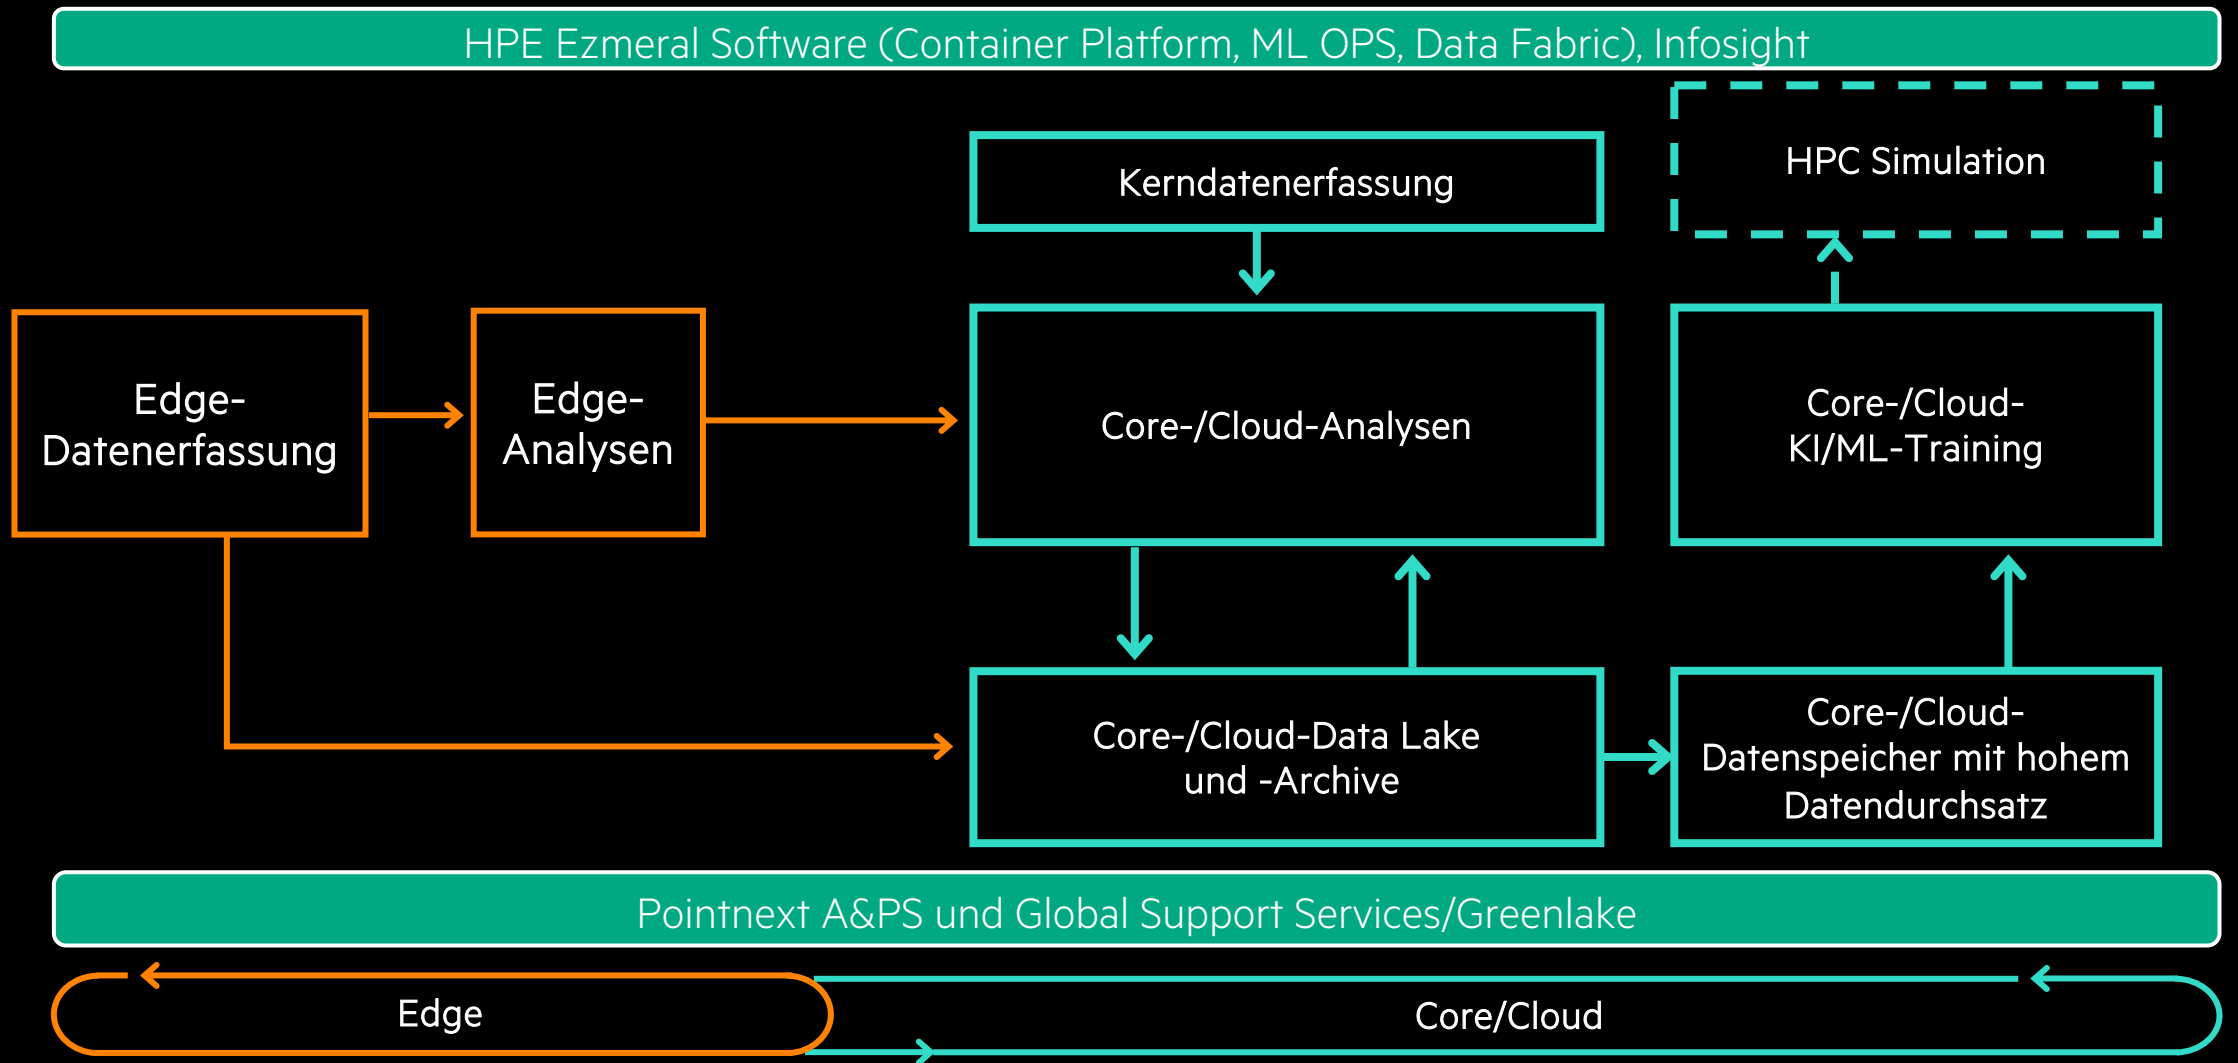 HPE Ezmeral Software (Container Platform, ML OPS, Data Fabric), Infosight
HPC Simulation
Kerndatenerfassung
Edge-
Datenerfassung
Edge-
Analysen
Core-/Cloud-Analysen
Core-/Cloud-
KI/ML-Training
Core-/Cloud-Data Lake
und -Archive
Core-/Cloud-
Datenspeicher mit hohem
Datendurchsatz
Pointnext A&PS und Global Support Services/Greenlake
Edge
Core/Cloud